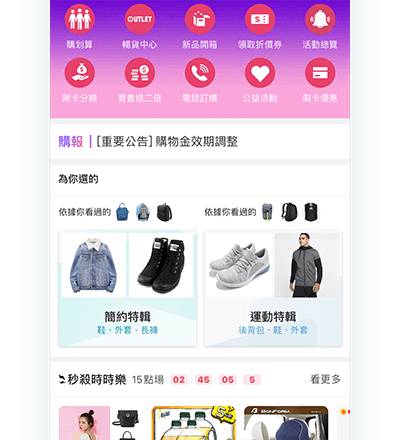 OUTLET
購划算 暢貨中心 新品開箱 領取折價券 活動總覽
無卡分期 買貴退二倍 電話訂購 公益活動 刷卡優惠
購報 | [重要公告] 購物金效期調整
為你選的
依據你看過的 依據你看過的
簡約特輯 運動特輯
鞋、外套、長褲 後背包、鞋、外套
秒殺時時樂 15點場 02 45 05 5 看更多
BONFORM